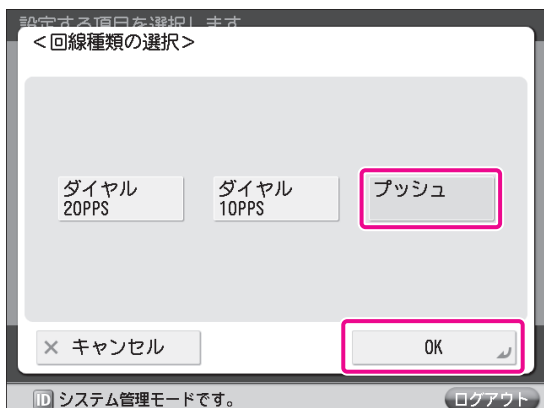 設定する項目を選択します
<回線種類の選択>
ダイヤル
20PPS
ダイヤル
10PPS
プッシュ
× キャンセル
OK
ID システム管理モードです。
ログアウト